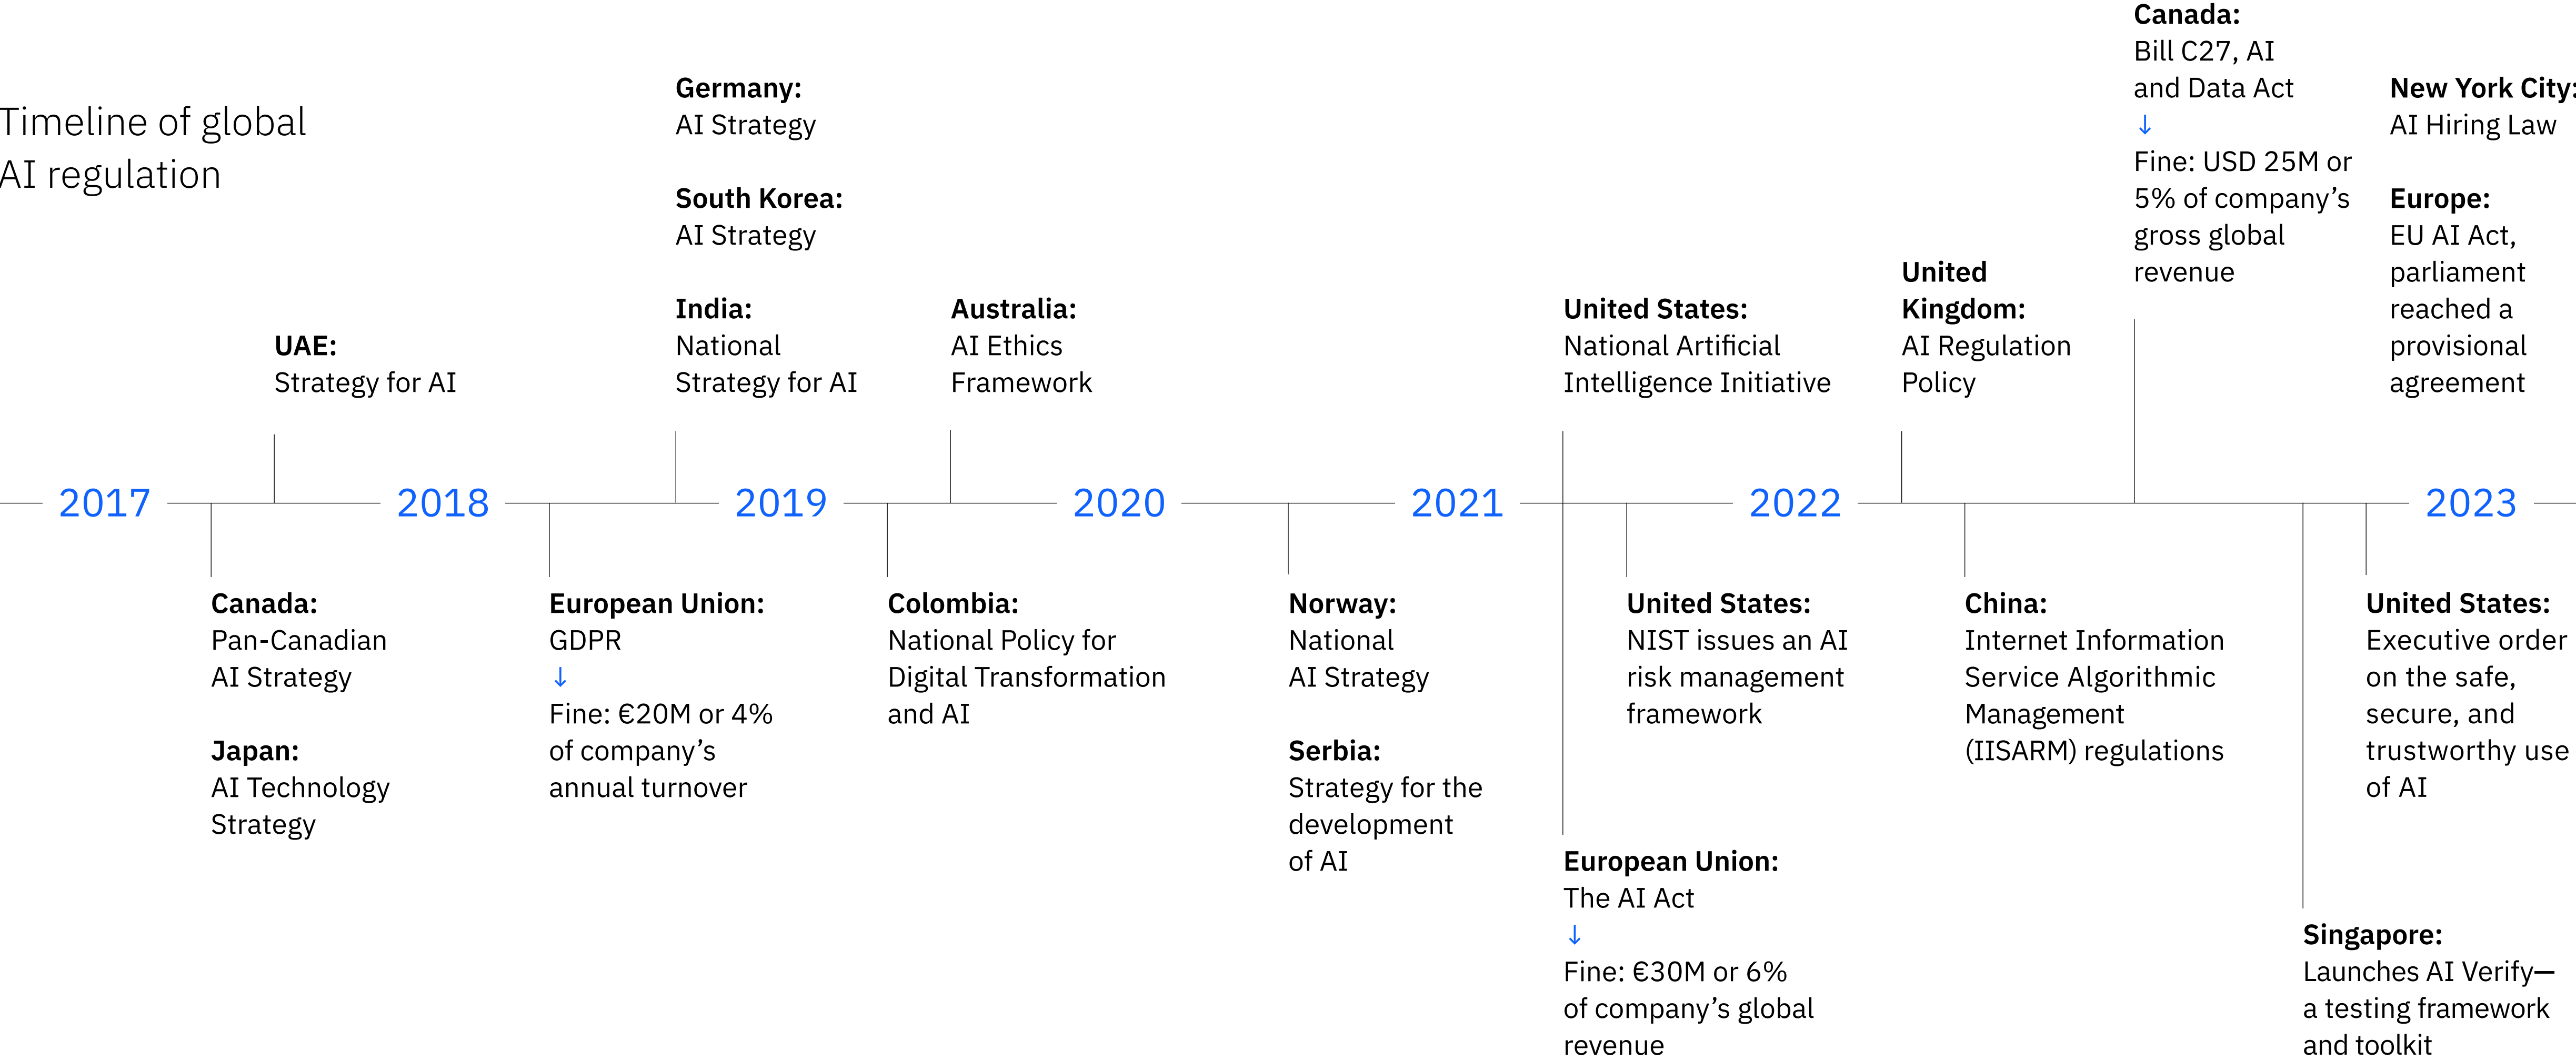 Timeline of global
AI regulation
Germany:
AI Strategy
South Korea:
AI Strategy
India:
National
Strategy for AI
UAE:
Strategy for AI
Australia:
AI Ethics
Framework
United States:
National Artificial
Intelligence Initiative
United
Kingdom:
AI Regulation
Policy
Canada:
Bill C27, AI
and Data Act
↓
Fine: USD 25M or
5% of company’s
gross global
revenue
New York City:
AI Hiring Law
Europe:
EU AI Act,
parliament
reached a
provisional
agreement
2017
2018
2019
2020
2021
2022
2023
Canada:
Pan-Canadian
AI Strategy
Japan:
AI Technology
Strategy
European Union:
GDPR
↓
Fine: €20M or 4%
of company’s
annual turnover
Colombia:
National Policy for
Digital Transformation
and AI
Norway:
National
AI Strategy
Serbia:
Strategy for the
development
of AI
European Union:
The AI Act
↓
Fine: €30M or 6%
of company’s global
revenue
United States:
NIST issues an AI
risk management
framework
China:
Internet Information
Service Algorithmic
Management
(IISARM) regulations
Singapore:
Launches AI Verify—
a testing framework
and toolkit
United States:
Executive order
on the safe,
secure, and
trustworthy use
of AI